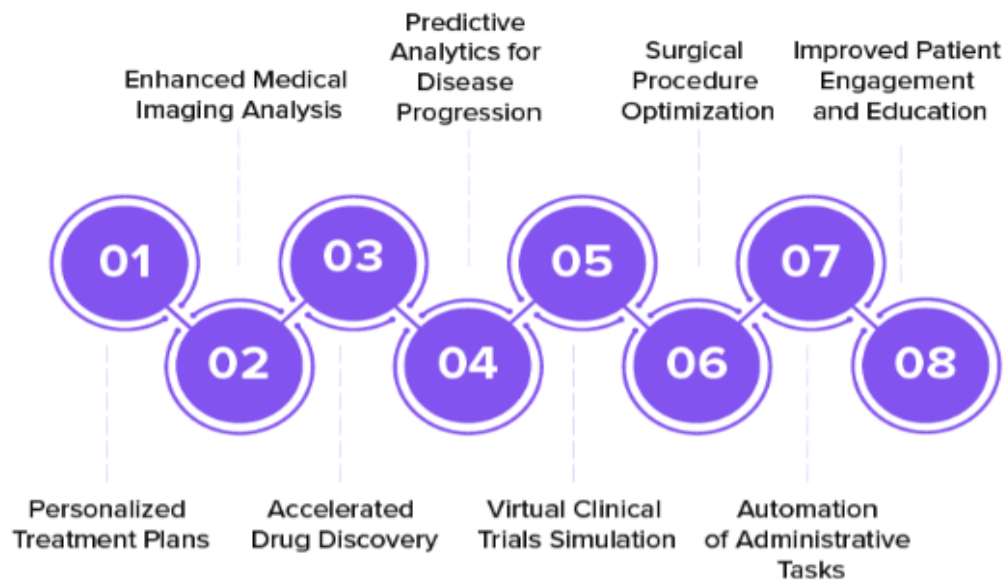 Enhanced Medical
Imaging Analysis
Predictive
Analytics for
Disease
Progression
Surgical
Procedure
Optimization
Improved Patient
Engagement
and Education
01
02
03
04
05
06
07
08
Personalized
Treatment Plans
Accelerated
Drug Discovery
Virtual Clinical
Trials Simulation
Automation
of Administrative
Tasks